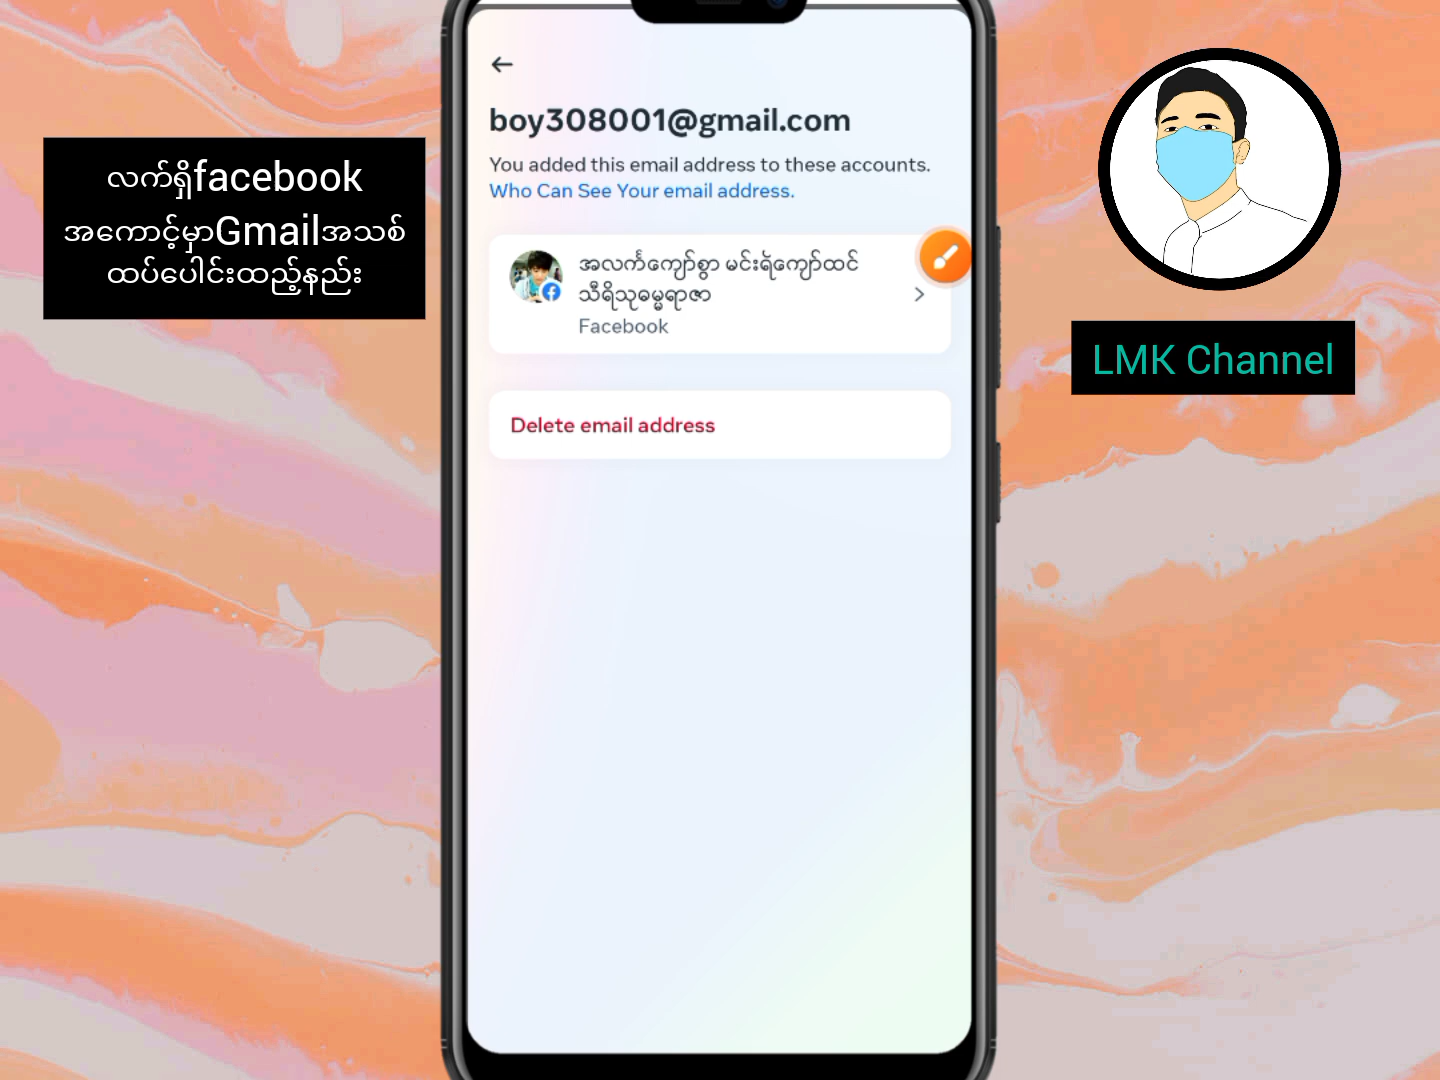 လက်ရှိfacebook
အကောင့်မှာGmailအသစ်
ထပ်ပေါင်းထည့်နည်း
boy308001@gmail.com
You added this email address to these accounts.
Who Can See Your email address.
အလင်္ကကျော်စွာ မင်းရဲကျော်ထင်
သီရိသုဓမ္မရာဇာ
Facebook
Delete email address
LMK Channel